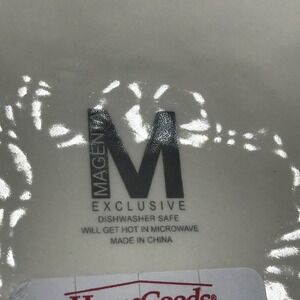 MAGENTA
M
EXCLUSIVE
DISHWASHER SAFE
WILL GET HOT IN MICROWAVE
MADE IN CHINA
HomeGoods